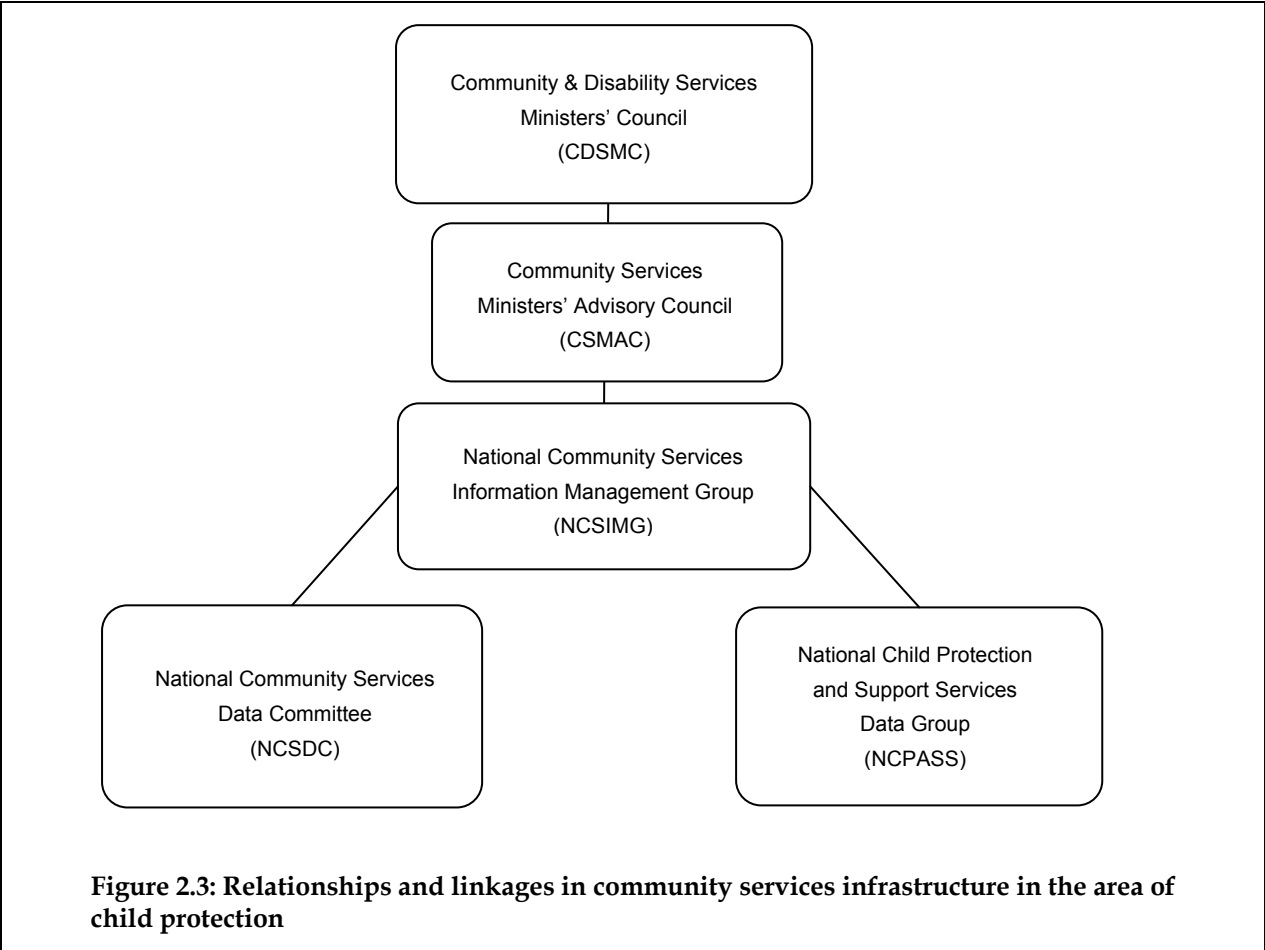 Community & Disability Services
Ministers’ Council
(CDSMC)
Community Services
Ministers’ Advisory Council
(CSMAC)
National Community Services
Information Management Group
(NCSIMG)
National Community Services
Data Committee
(NCSDC)
National Child Protection
and Support Services
Data Group
(NCPASS)
Figure 2.3: Relationships and linkages in community services infrastructure in the area of
child protection